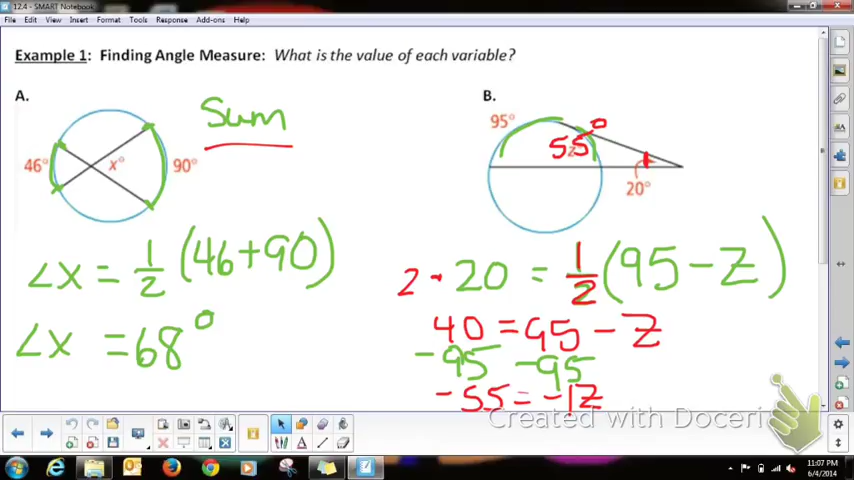 12.4 - SMART Notebook
File Edit View Insert Format Tools Response Add-ons Help
Example 1: Finding Angle Measure: What is the value of each variable?
A.
B.
Sum
46°
x°
90°
95°
55°
20°
∠x = 1/2 (46+90)
∠x = 68°
2 · 20 = 1/2 (95 - Z)
40 = 95 - Z
-95 -95
-55 = -1Z
Created with Doceri
11:07 PM
6/4/2014